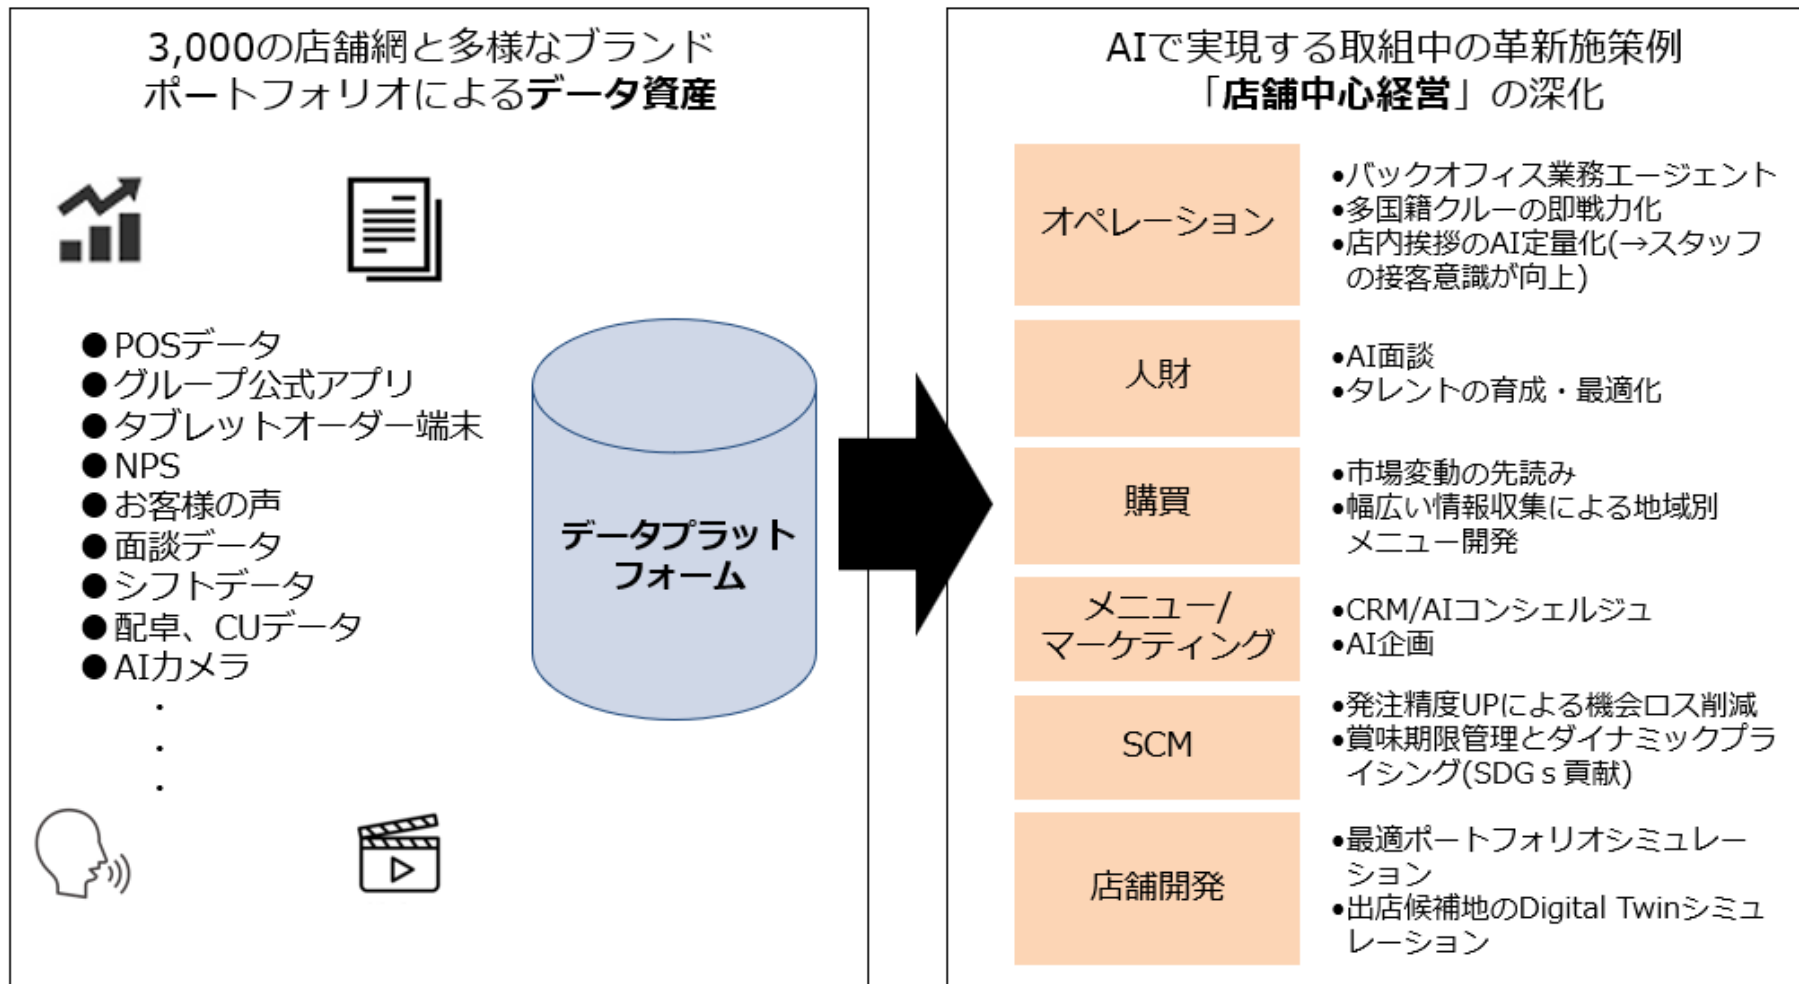 3,000の店舗網と多様なブランド
ポートフォリオによるデータ資産
●POSデータ
●グループ公式アプリ
●タブレットオーダー端末
●NPS
●お客様の声
●面談データ
●シフトデータ
●配卓、CUデータ
●AIカメラ
・
・
・
データプラット
フォーム
AIで実現する取組中の革新施策例
「店舗中心経営」の深化
オペレーション
•バックオフィス業務エージェント
•多国籍クルーの即戦力化
•店内挨拶のAI定量化(→スタッフ
の接客意識が向上)
人財
•AI面談
•タレントの育成・最適化
購買
•市場変動の先読み
•幅広い情報収集による地域別
メニュー開発
メニュー/
マーケティング
•CRM/AIコンシェルジュ
•AI企画
SCM
•発注精度UPによる機会ロス削減
•賞味期限管理とダイナミックプラ
イシング(SDGｓ貢献)
店舗開発
•最適ポートフォリオシミュレー
ション
•出店候補地のDigital Twinシミュ
レーション